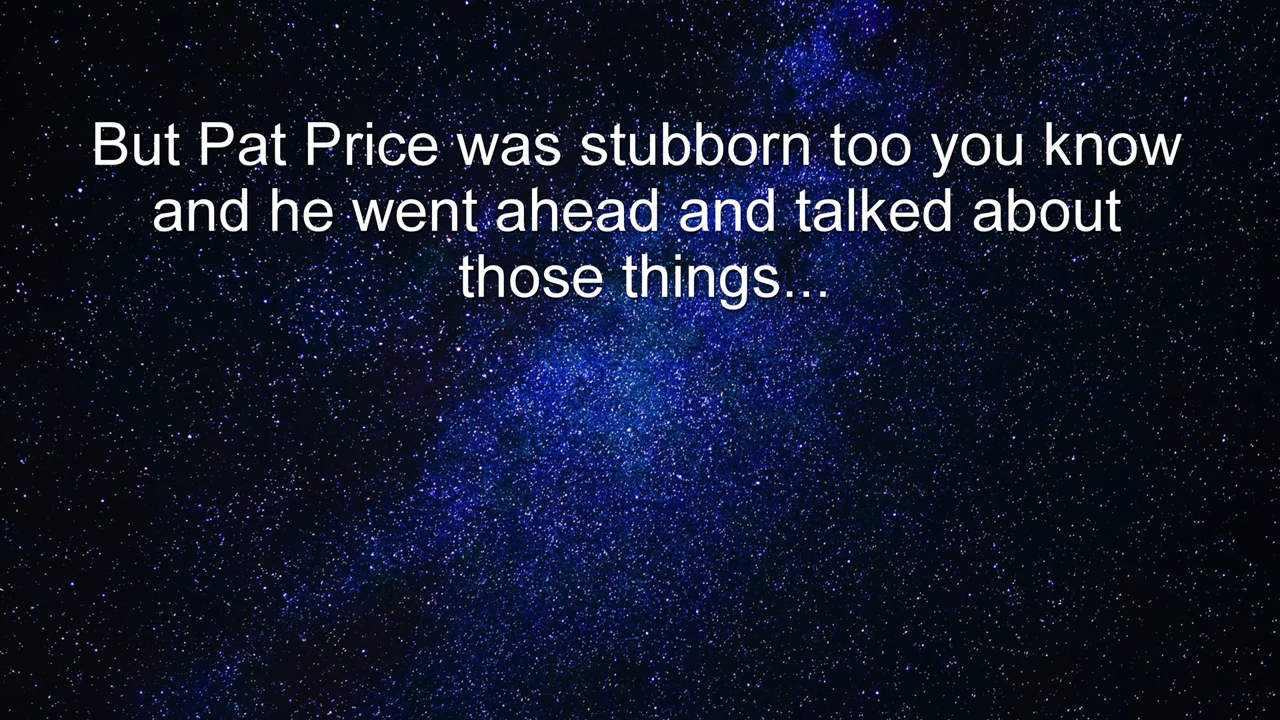 But Pat Price was stubborn too you know
and he went ahead and talked about
those things...